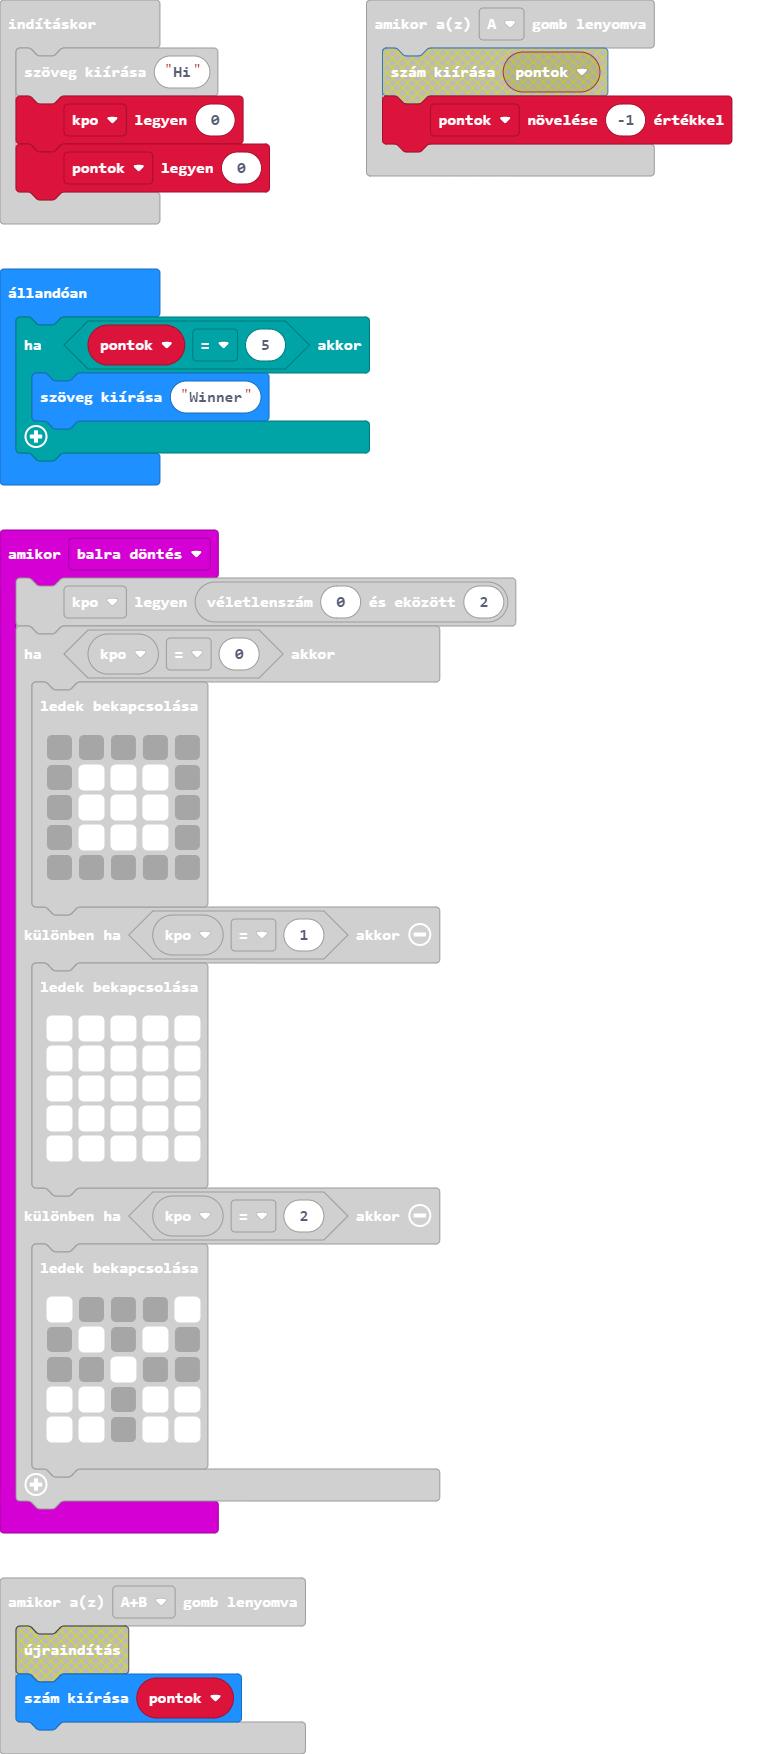 indításkor
szöveg kiírása "Hi"
kpo legyen 0
pontok legyen 0
amikor a(z) A gomb lenyomva
szám kiírása pontok
pontok növelése -1 értékkel
állandóan
ha pontok = 5 akkor
szöveg kiírása "Winner"
amikor balra döntés
kpo legyen véletlenszám 0 és eközött 2
ha kpo = 0 akkor
ledek bekapcsolása
különben ha kpo = 1 akkor
ledek bekapcsolása
különben ha kpo = 2 akkor
ledek bekapcsolása
amikor a(z) A+B gomb lenyomva
újraindítás
szám kiírása pontok